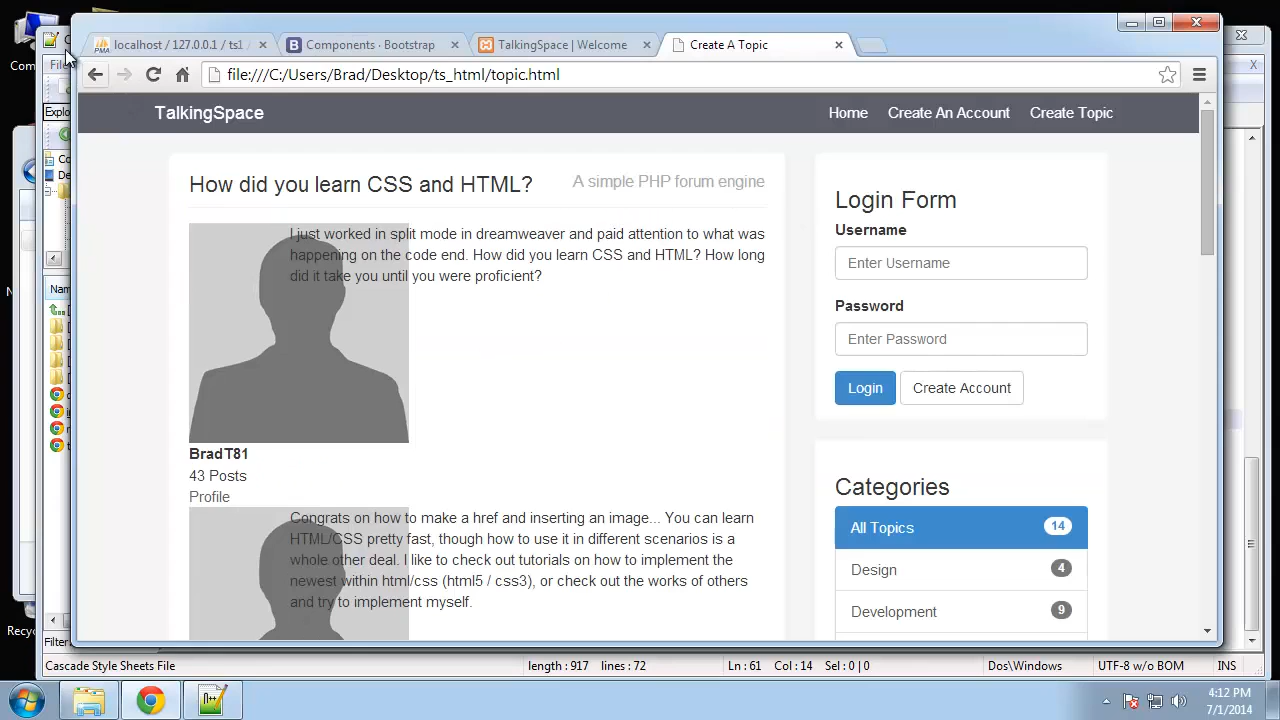 localhost / 127.0.0.1 / ts1
Components · Bootstrap
TalkingSpace | Welcome
Create A Topic
file:///C:/Users/Brad/Desktop/ts_html/topic.html
TalkingSpace
Home
Create An Account
Create Topic
How did you learn CSS and HTML?
A simple PHP forum engine
I just worked in split mode in dreamweaver and paid attention to what was
happening on the code end. How did you learn CSS and HTML? How long
did it take you until you were proficient?
BradT81
43 Posts
Profile
Congrats on how to make a href and inserting an image... You can learn
HTML/CSS pretty fast, though how to use it in different scenarios is a
whole other deal. I like to check out tutorials on how to implement the
newest within html/css (html5 / css3), or check out the works of others
and try to implement myself.
Login Form
Username
Enter Username
Password
Enter Password
Login
Create Account
Categories
All Topics 14
Design 4
Development 9
Cascade Style Sheets File
length : 917 lines : 72
Ln : 61 Col : 14 Sel : 0 | 0
Dos\Windows
UTF-8 w/o BOM
INS
4:12 PM
7/1/2014